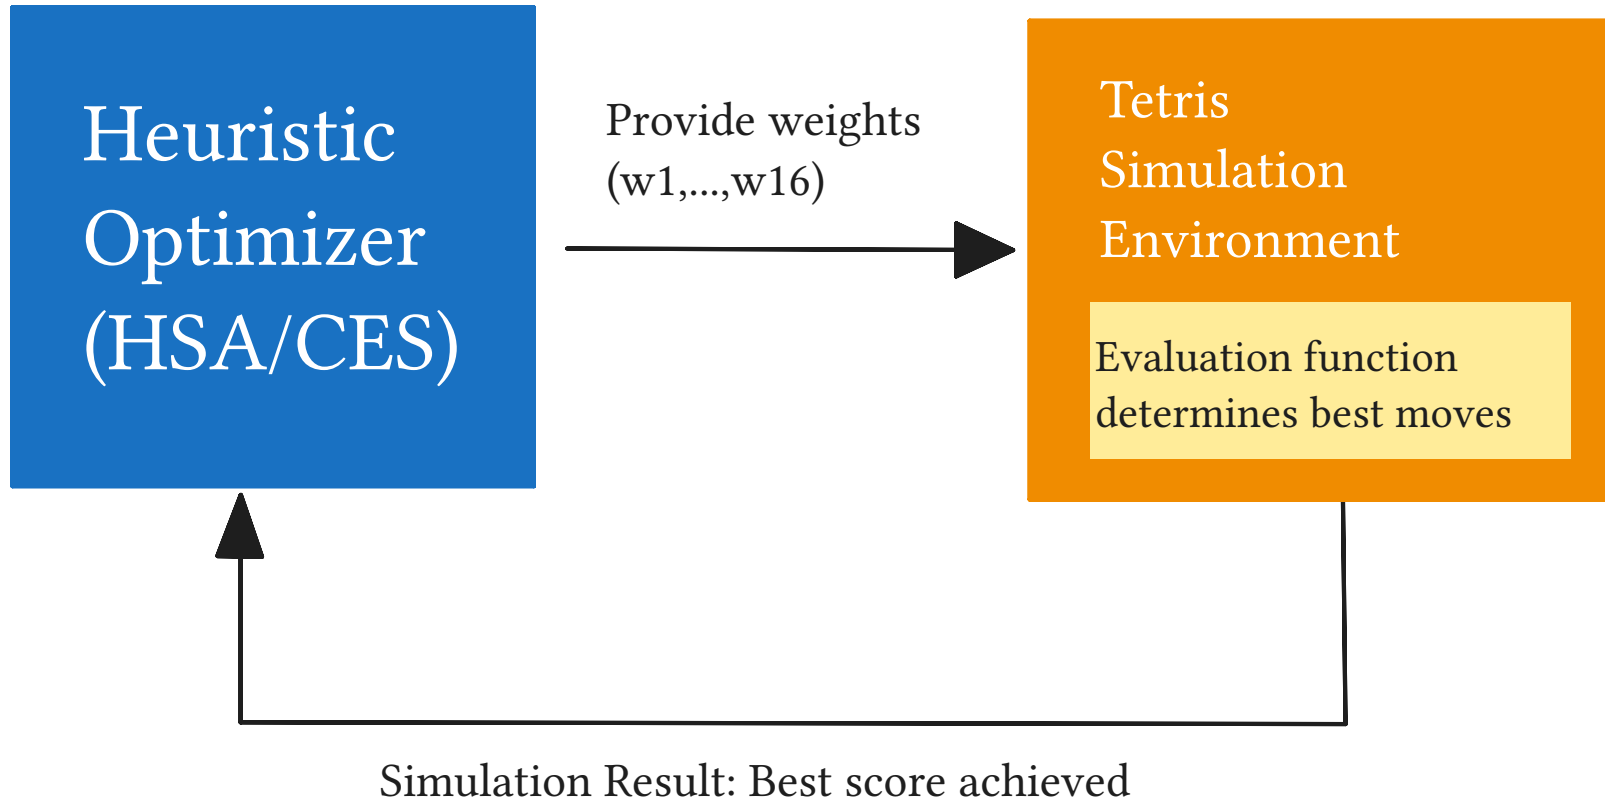 Heuristic
Optimizer
(HSA/CES)
Provide weights
(w1,...,w16)
Tetris
Simulation
Environment
Evaluation function
determines best moves
Simulation Result: Best score achieved